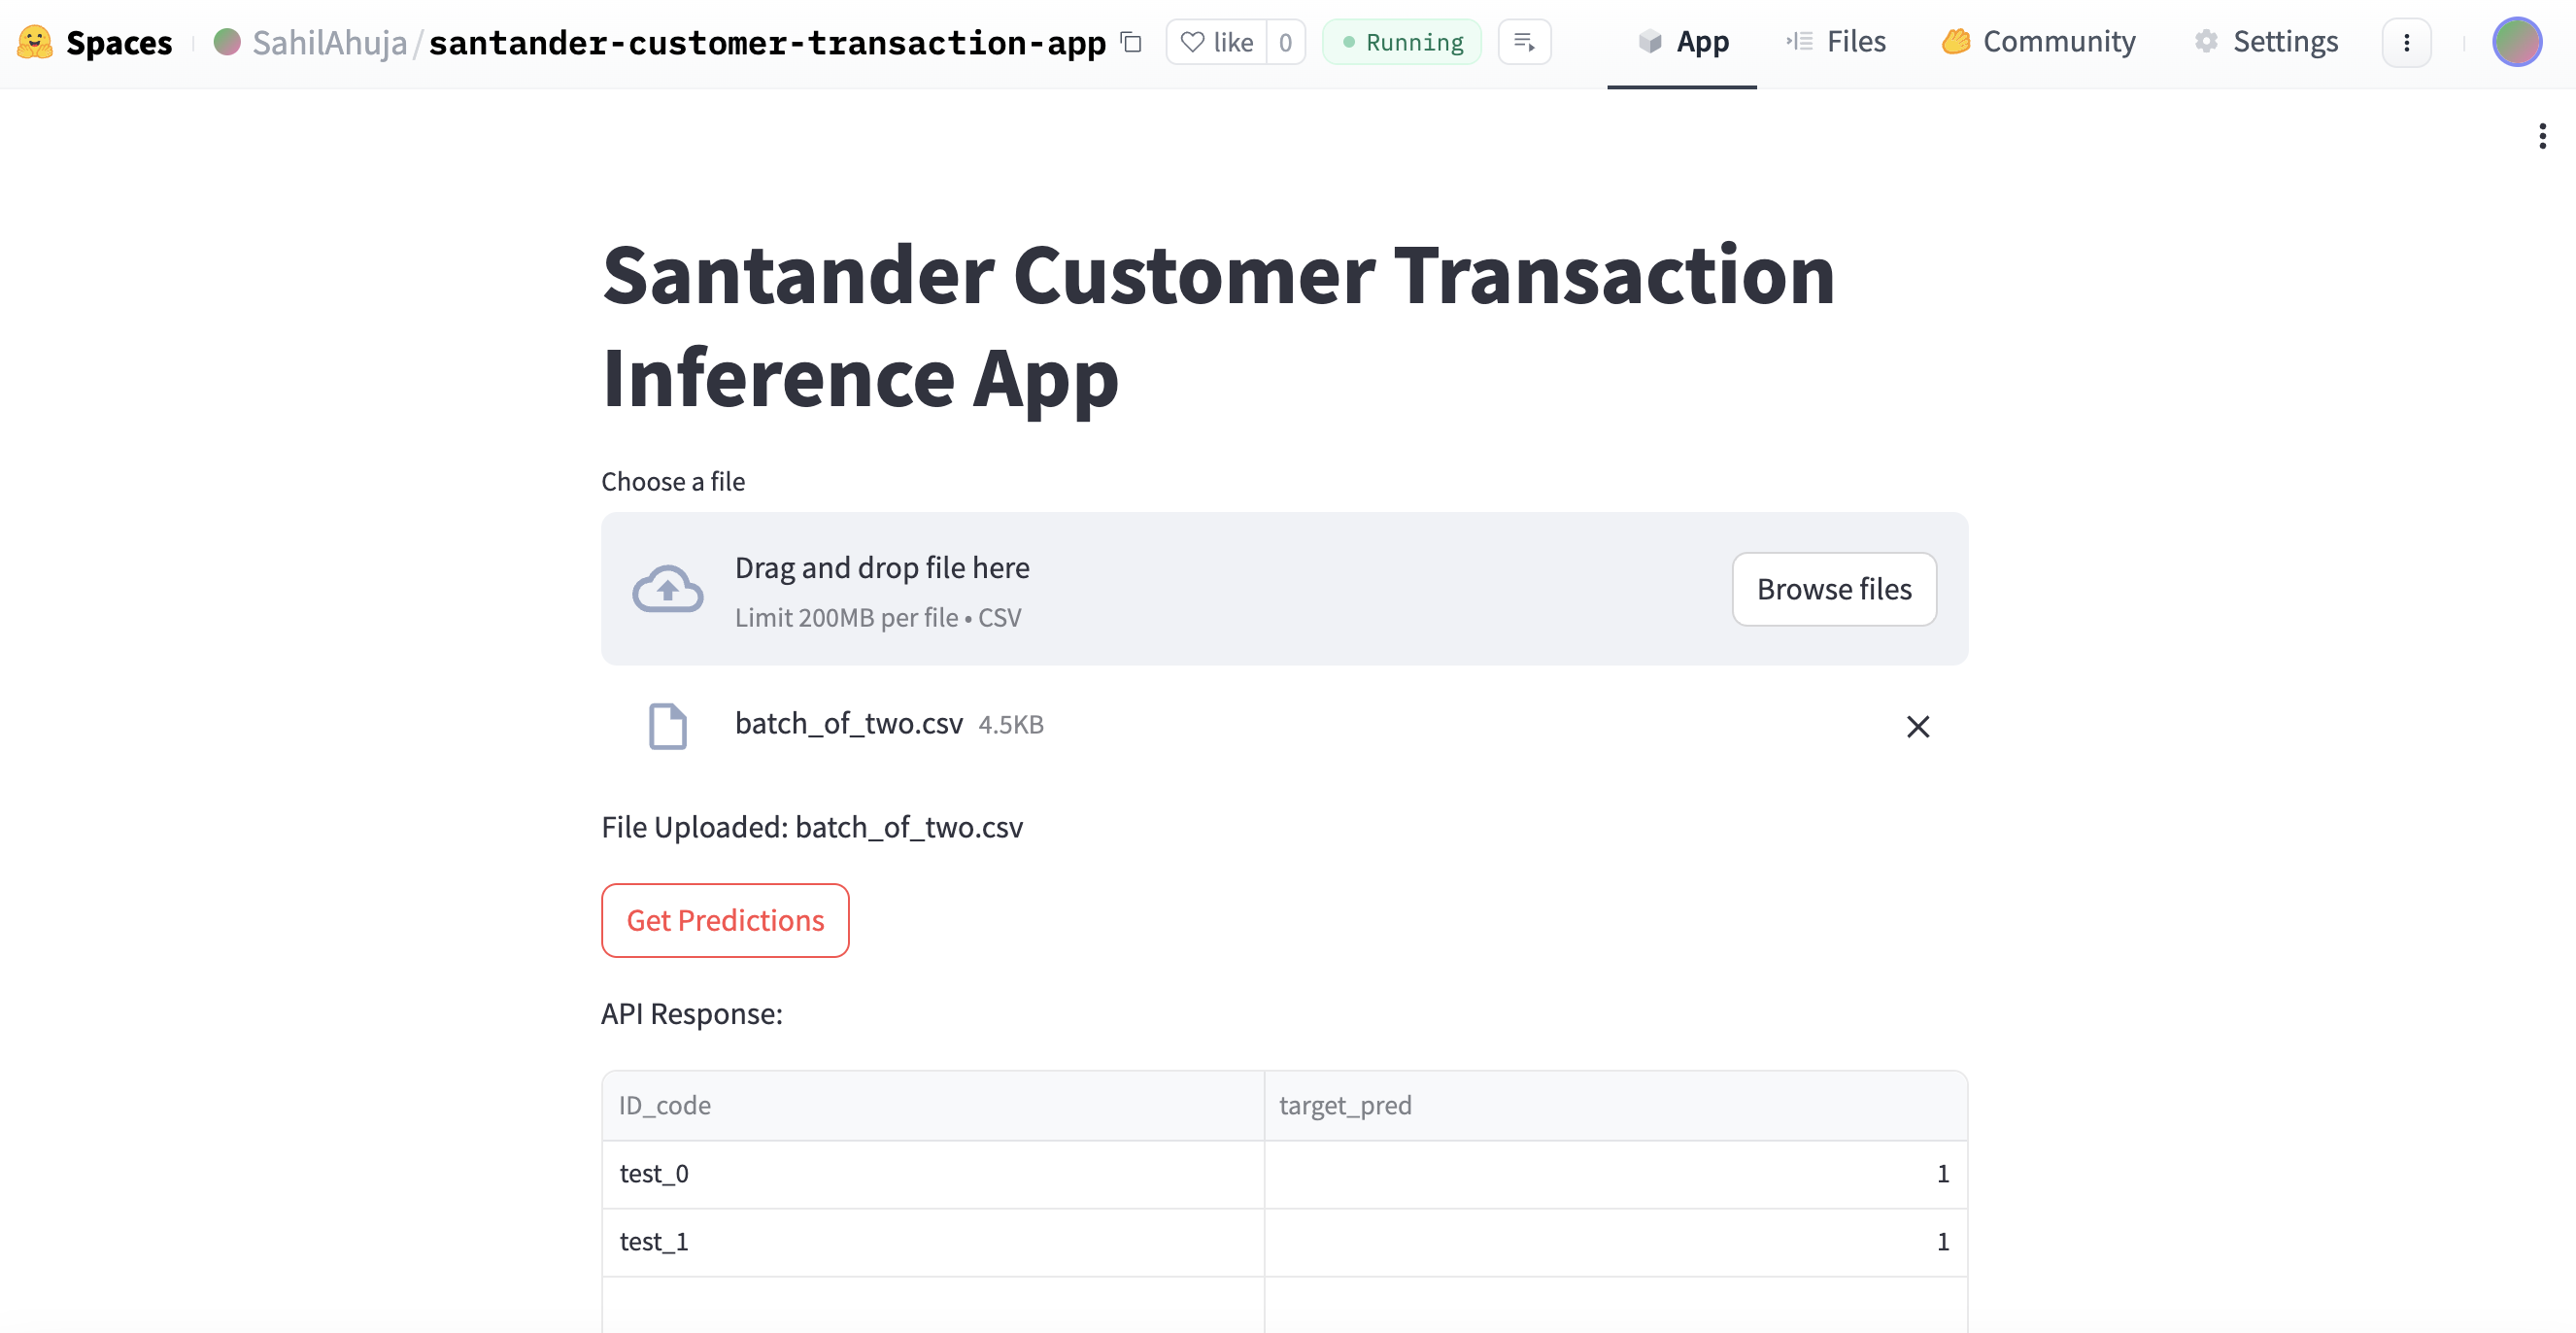 Spaces SahilAhuja/santander-customer-transaction-app like 0 Running App Files Community Settings
Santander Customer Transaction
Inference App
Choose a file
Drag and drop file here
Limit 200MB per file • CSV
Browse files
batch_of_two.csv 4.5KB
File Uploaded: batch_of_two.csv
Get Predictions
API Response:
ID_code target_pred
test_0 1
test_1 1